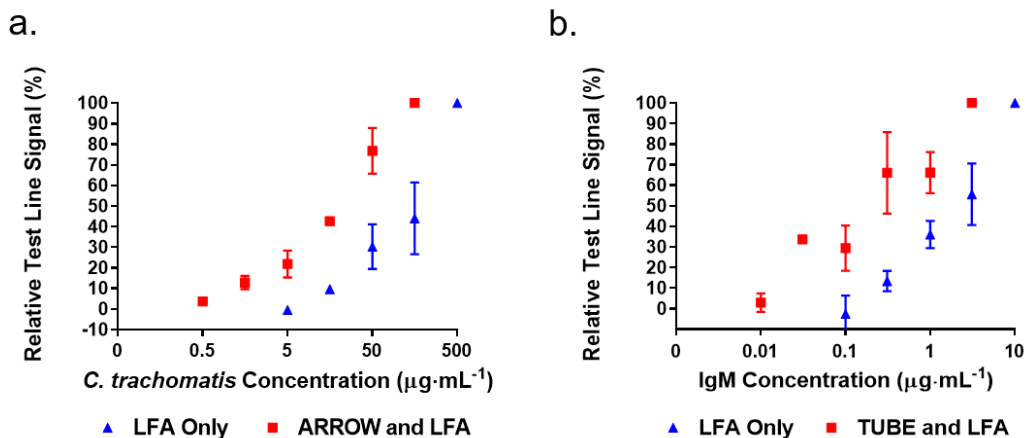 a.
Relative Test Line Signal (%)
100
90
80
70
60
50
40
30
20
10
0
-10
0 0.5 5 50 500
C. trachomatis Concentration (μg·mL⁻¹)
LFA Only ARROW and LFA
b.
Relative Test Line Signal (%)
100
90
80
70
60
50
40
30
20
10
0
0 0.01 0.1 1 10
IgM Concentration (μg·mL⁻¹)
LFA Only TUBE and LFA